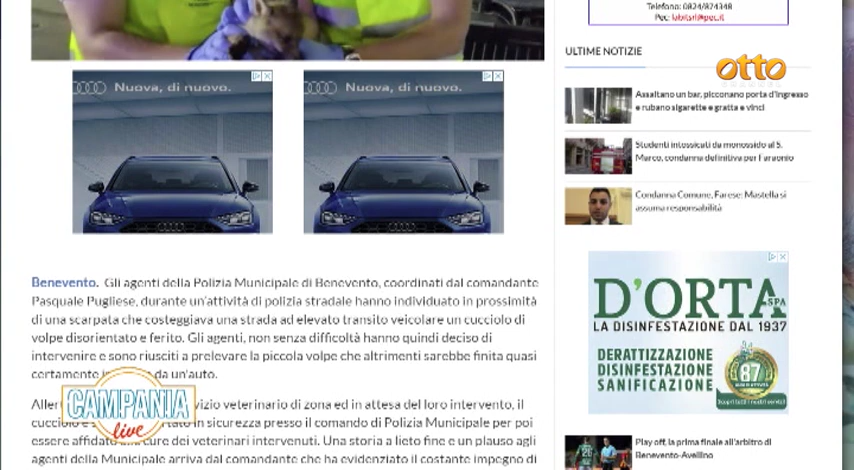 Telefono: 0824/874348
Pec: labitsrl@pec.it
ULTIME NOTIZIE
otto
CHANNEL
Nuova, di nuovo.
Nuova, di nuovo.
Assaltano un bar, picconano porta d'ingresso
e rubano sigarette e gratta e vinci
Studenti intossicati da monossido al S.
Marco, condanna definitiva per Faraonio
Condanna Comune, Farese: Mastella si
assuma responsabilità
Benevento. Gli agenti della Polizia Municipale di Benevento, coordinati dal comandante
Pasquale Pugliese, durante un'attività di polizia stradale hanno individuato in prossimità
di una scarpata che costeggiava una strada ad elevato transito veicolare un cucciolo di
volpe disorientato e ferito. Gli agenti, non senza difficoltà hanno quindi deciso di
intervenire e sono riusciti a prelevare la piccola volpe che altrimenti sarebbe finita quasi
certamente da un'auto.
veterinario di zona ed in attesa del loro intervento, il
cucciolo in sicurezza presso il comando di Polizia Municipale per poi
essere cure dei veterinari intervenuti. Una storia a lieto fine e un plauso agli
agenti della Municipale arriva dal comandante che ha evidenziato il costante impegno di
CAMPANIA
live
D'ORTA SPA
LA DISINFESTAZIONE DAL 1937
DERATTIZZAZIONE
DISINFESTAZIONE
SANIFICAZIONE
87
Scopri tutti i nostri servizi!
Play off, la prima finale all'arbitro di
Benevento-Avellino